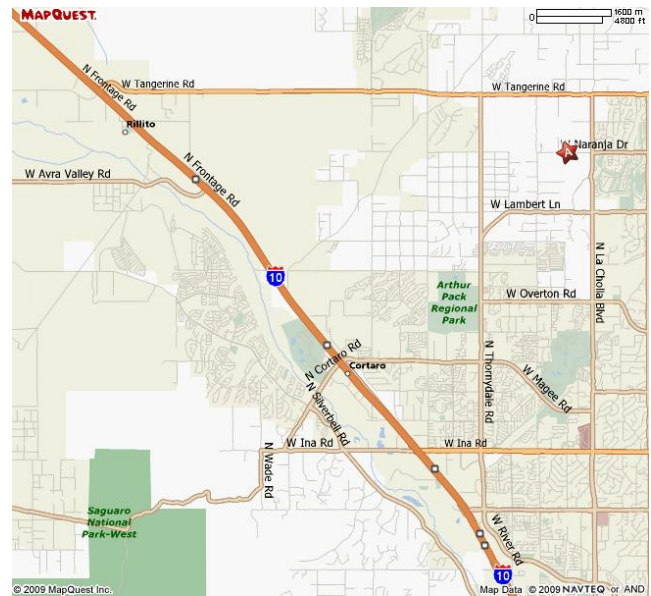 MAPQUEST.
0
1600 m
4800 ft
W Tangerine Rd
W Tangerine Rd
N Frontage Rd
Rillito
W Naranja Dr
A
N Frontage Rd
W Avra Valley Rd
W Lambert Ln
N La Cholla Blvd
10
Arthur
Pack
Regional
Park
W Overton Rd
N Cortaro Rd
Cortaro
N Thornydale Rd
W Magee Rd
N Silverbell Rd
W Ina Rd
W Ina Rd
N Wade Rd
Saguaro
National
Park-West
W River Rd
10
© 2009 MapQuest Inc.
Map Data © 2009 NAVTEQ or AND